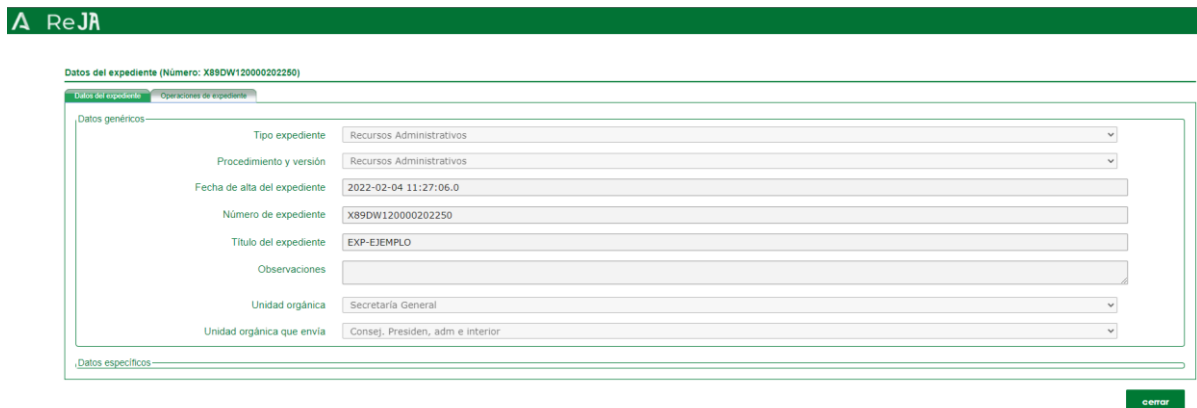 ReJA
Datos del expediente (Número: X89DW120000202250)
Datos del expediente Operaciones de expediente
Datos genéricos
Tipo expediente Recursos Administrativos
Procedimiento y versión Recursos Administrativos
Fecha de alta del expediente 2022-02-04 11:27:06.0
Número de expediente X89DW120000202250
Título del expediente EXP-EJEMPLO
Observaciones
Unidad orgánica Secretaría General
Unidad orgánica que envía Consej. Presiden, adm e interior
Datos específicos
cerrar